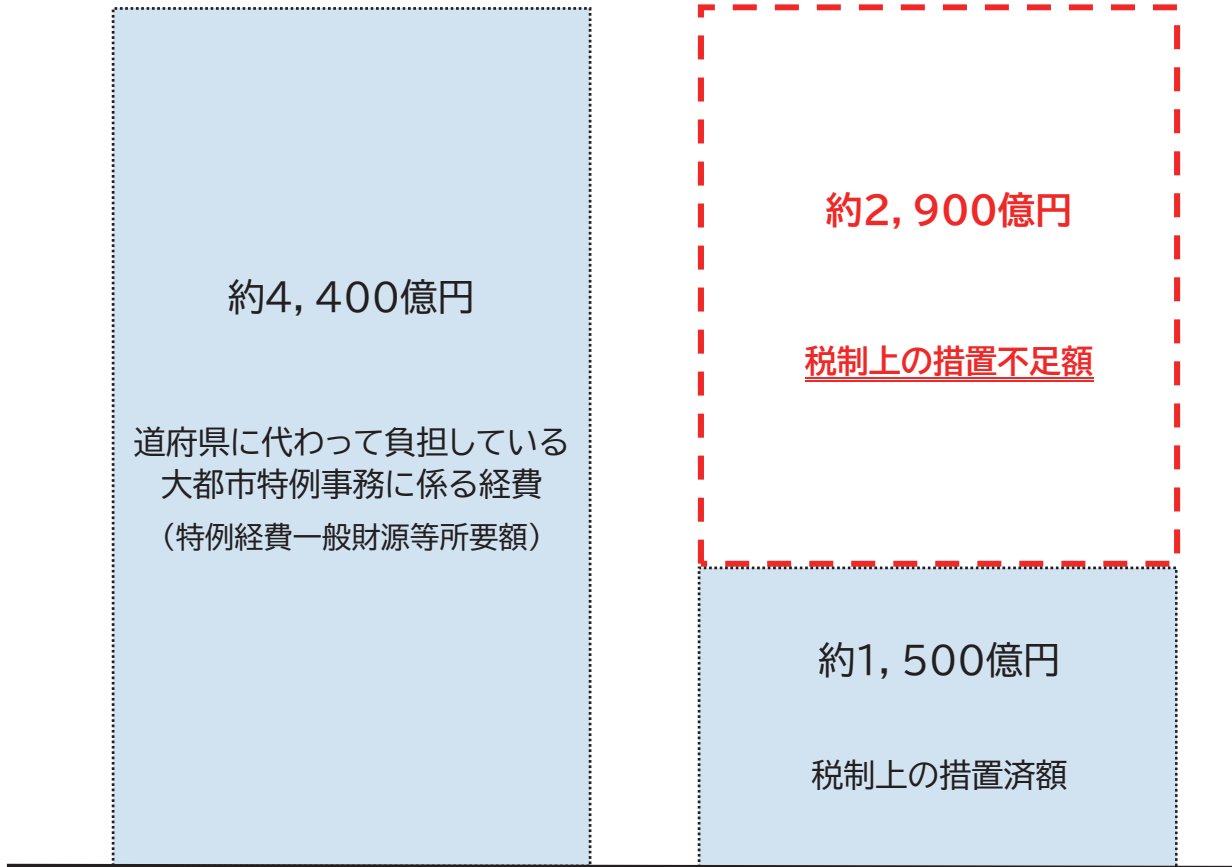 約4,400億円
道府県に代わって負担している
大都市特例事務に係る経費
（特例経費一般財源等所要額）
約2,900億円
税制上の措置不足額
約1,500億円
税制上の措置済額